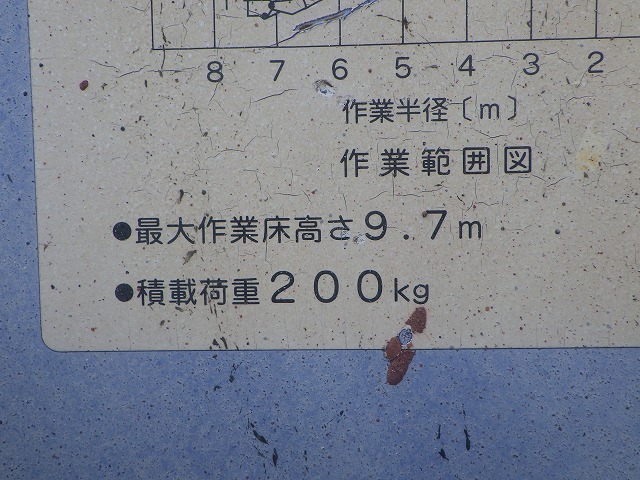 8 7 6 5 4 3 2
作業半径〔m〕
作業範囲図
●最大作業床高さ9.7m
●積載荷重200kg